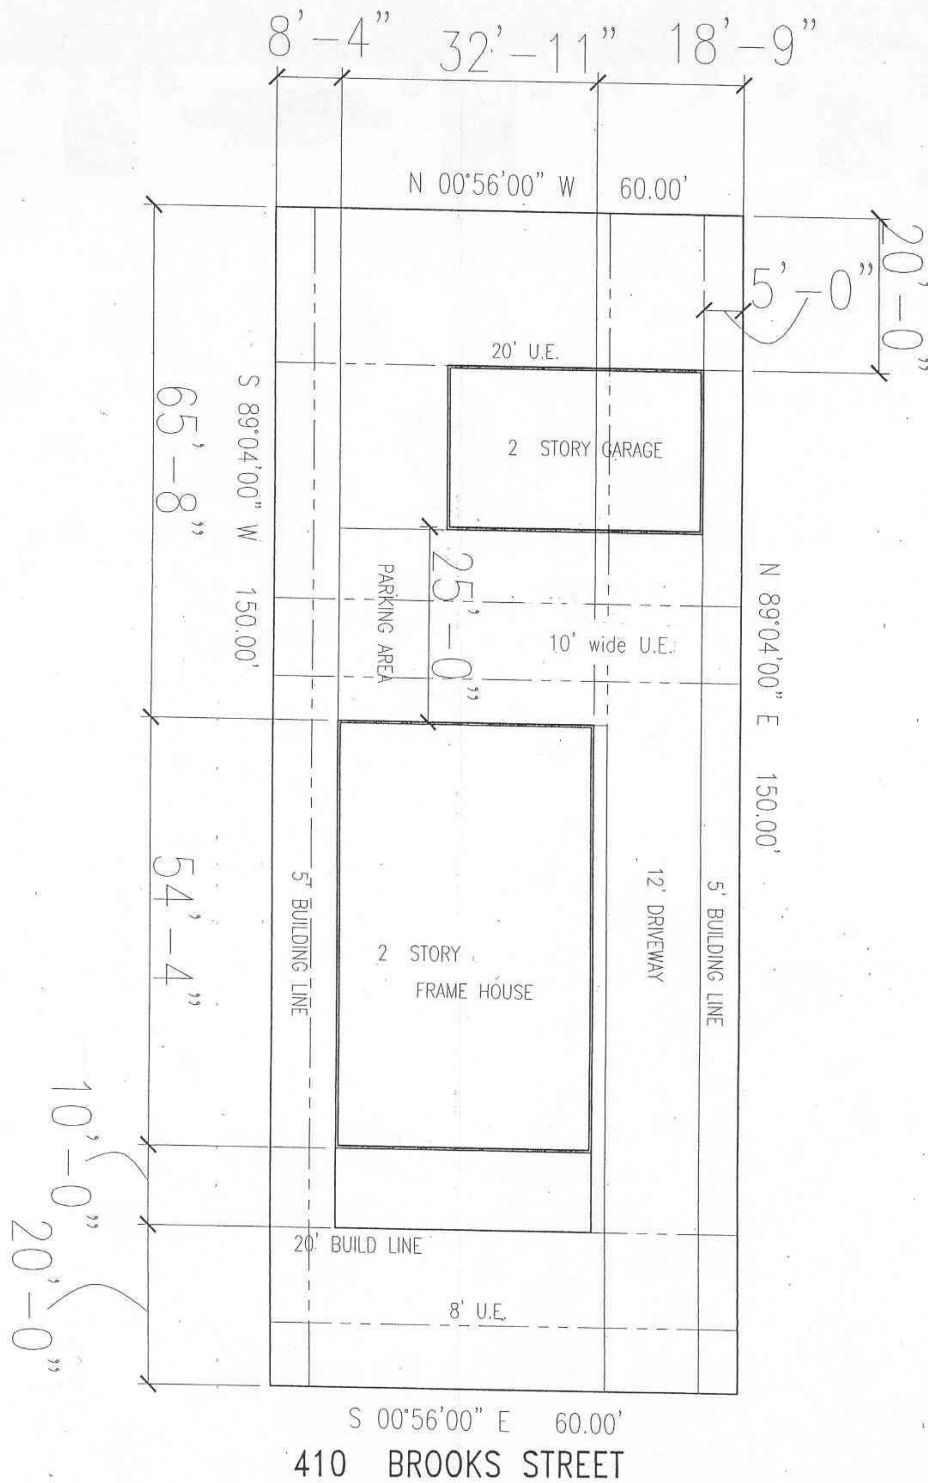 8'-4" 32'-11" 18'-9"
N 00°56'00" W 60.00'
20'-0"
5'-0"
20' U.E.
2 STORY GARAGE
65'-8"
S 89°04'00" W 150.00'
25'-0"
PARKING AREA
10' wide U.E.
N 89°04'00" E 150.00'
54'-4"
5' BUILDING LINE
2 STORY
FRAME HOUSE
12' DRIVEWAY
5' BUILDING LINE
10'-0"
20'-0"
20' BUILD LINE
8' U.E.
S 00°56'00" E 60.00'
410 BROOKS STREET